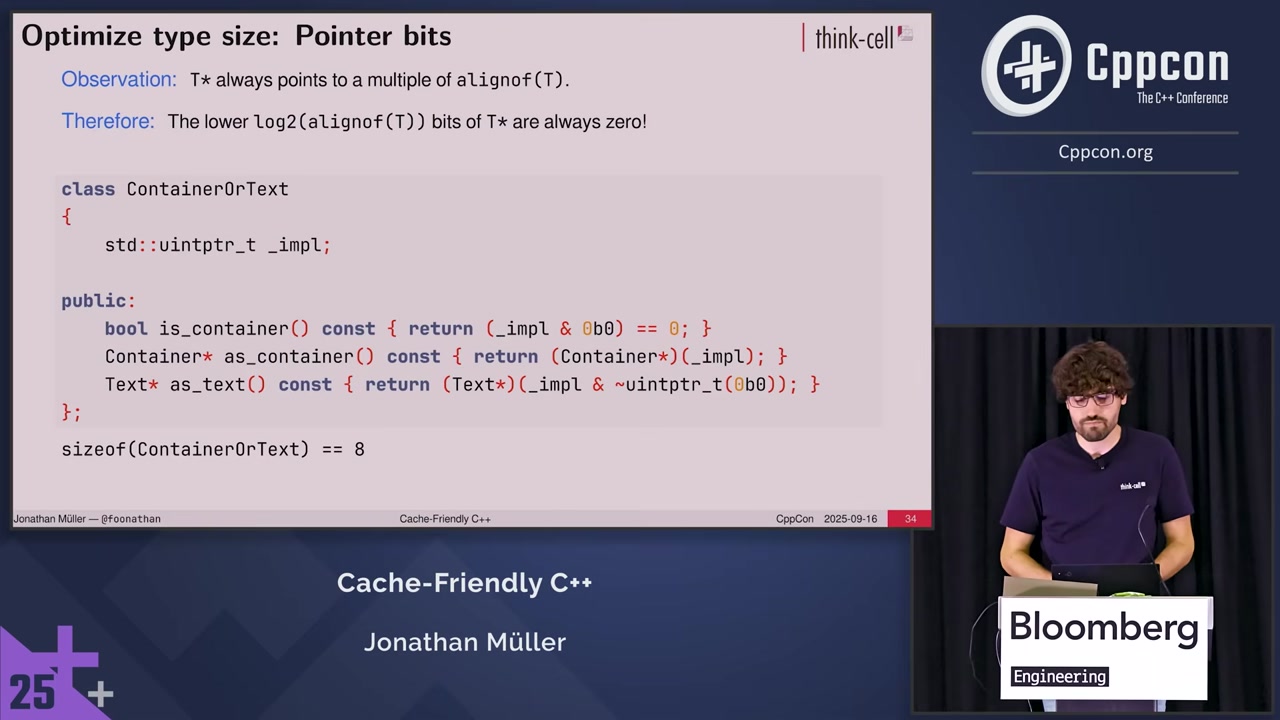 Optimize type size: Pointer bits
think-cell
Observation: T* always points to a multiple of alignof(T).
Therefore: The lower log2(alignof(T)) bits of T* are always zero!
class ContainerOrText
{
std::uintptr_t _impl;
public:
bool is_container() const { return (_impl & 0b0) == 0; }
Container* as_container() const { return (Container*)(_impl); }
Text* as_text() const { return (Text*)(_impl & ~uintptr_t(0b0)); }
};
sizeof(ContainerOrText) == 8
Jonathan Müller — @foonathan
Cache-Friendly C++
CppCon 2025-09-16
34
Cppcon
The C++ Conference
Cppcon.org
think-cell
Bloomberg
Engineering
Cache-Friendly C++
Jonathan Müller
25